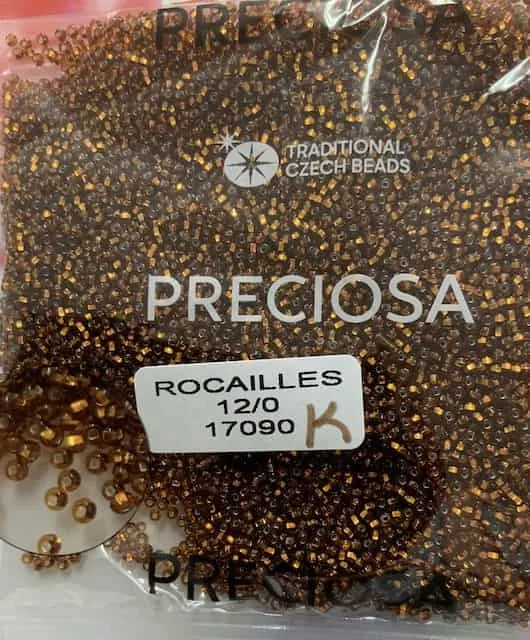 PRECIOSA
TRADITIONAL
CZECH BEADS
PRECIOSA
ROCAILLES
12/0
17090 K
PRECIOSA